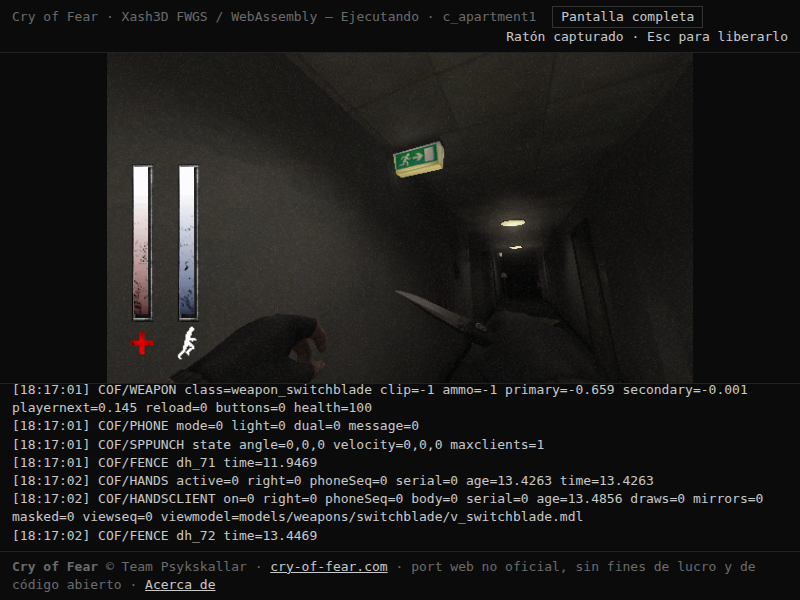 Cry of Fear · Xash3D FWGS / WebAssembly — Ejecutando · c_apartment1
Pantalla completa
Ratón capturado · Esc para liberarlo
[18:17:01] COF/WEAPON class=weapon_switchblade clip=-1 ammo=-1 primary=-0.659 secondary=-0.001
playernext=0.145 reload=0 buttons=0 health=100
[18:17:01] COF/PHONE mode=0 light=0 dual=0 message=0
[18:17:01] COF/SPPUNCH state angle=0,0,0 velocity=0,0,0 maxclients=1
[18:17:01] COF/FENCE dh_71 time=11.9469
[18:17:02] COF/HANDS active=0 right=0 phoneSeq=0 serial=0 age=13.4263 time=13.4263
[18:17:02] COF/HANDSCLIENT on=0 right=0 phoneSeq=0 body=0 serial=0 age=13.4856 draws=0 mirrors=0
masked=0 viewseq=0 viewmodel=models/weapons/switchblade/v_switchblade.mdl
[18:17:02] COF/FENCE dh_72 time=13.4469
Cry of Fear © Team Psykskallar · cry-of-fear.com · port web no oficial, sin fines de lucro y de
código abierto · Acerca de